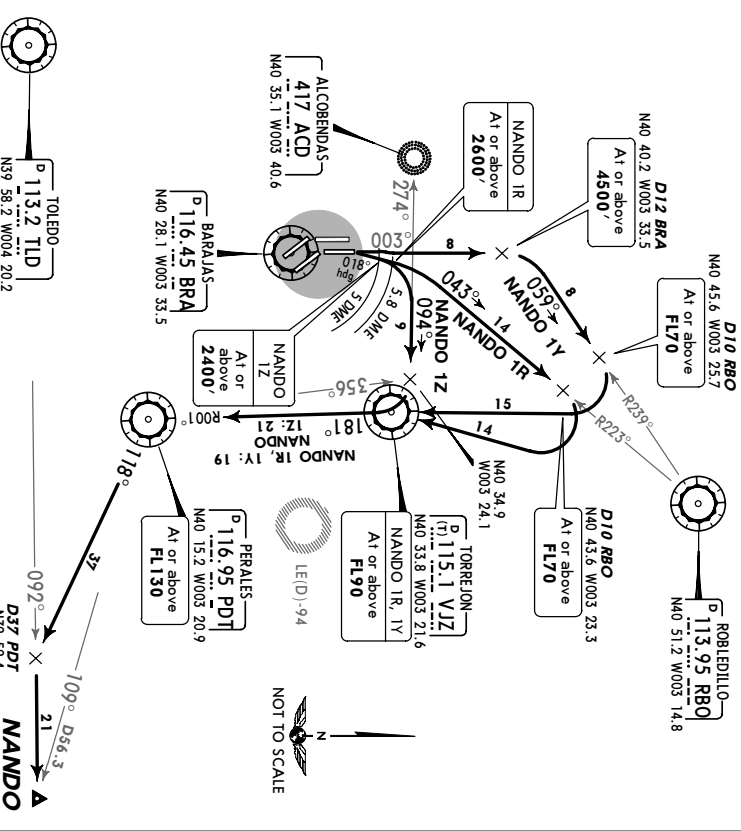 D10 RBO
N40 45.6 W003 25.7
At or above
FL70
D12 BRA
N40 40.2 W003 33.5
At or above
4500'
NANDO 1R
At or above
2600'
ALCOBENDAS
417 ACD
N40 35.1 W003 40.6
274°
BARAJAS
D 116.45 BRA
N40 28.1 W003 33.5
003°
018°
hdg
8
059°
NANDO 1Y
8
043°
14
NANDO 1R
5.8 DME
5 DME
9
094°
NANDO 1Z
NANDO
1Z
At or
above
2400'
356°
R239°
R223°
ROBLEDILLO
D 113.95 RBO
N40 51.2 W003 14.8
D10 RBO
N40 43.6 W003 23.3
At or above
FL70
15
14
N40 34.9
W003 24.1
TORREJON
D
(T) 115.1 VJZ
N40 33.8 W003 21.6
NANDO 1R, 1Y
At or above
FL90
181°
R001°
NANDO 1R, 1Y: 19
NANDO
1Z: 21
LE(D)-94
PERALES
D 116.95 PDT
N40 15.2 W003 20.9
At or above
FL130
118°
37
TOLEDO
D 113.2 TLD
N39 58.2 W004 20.2
092°
D37 PDT
109° D56.3
21
NANDO
N
NOT TO SCALE